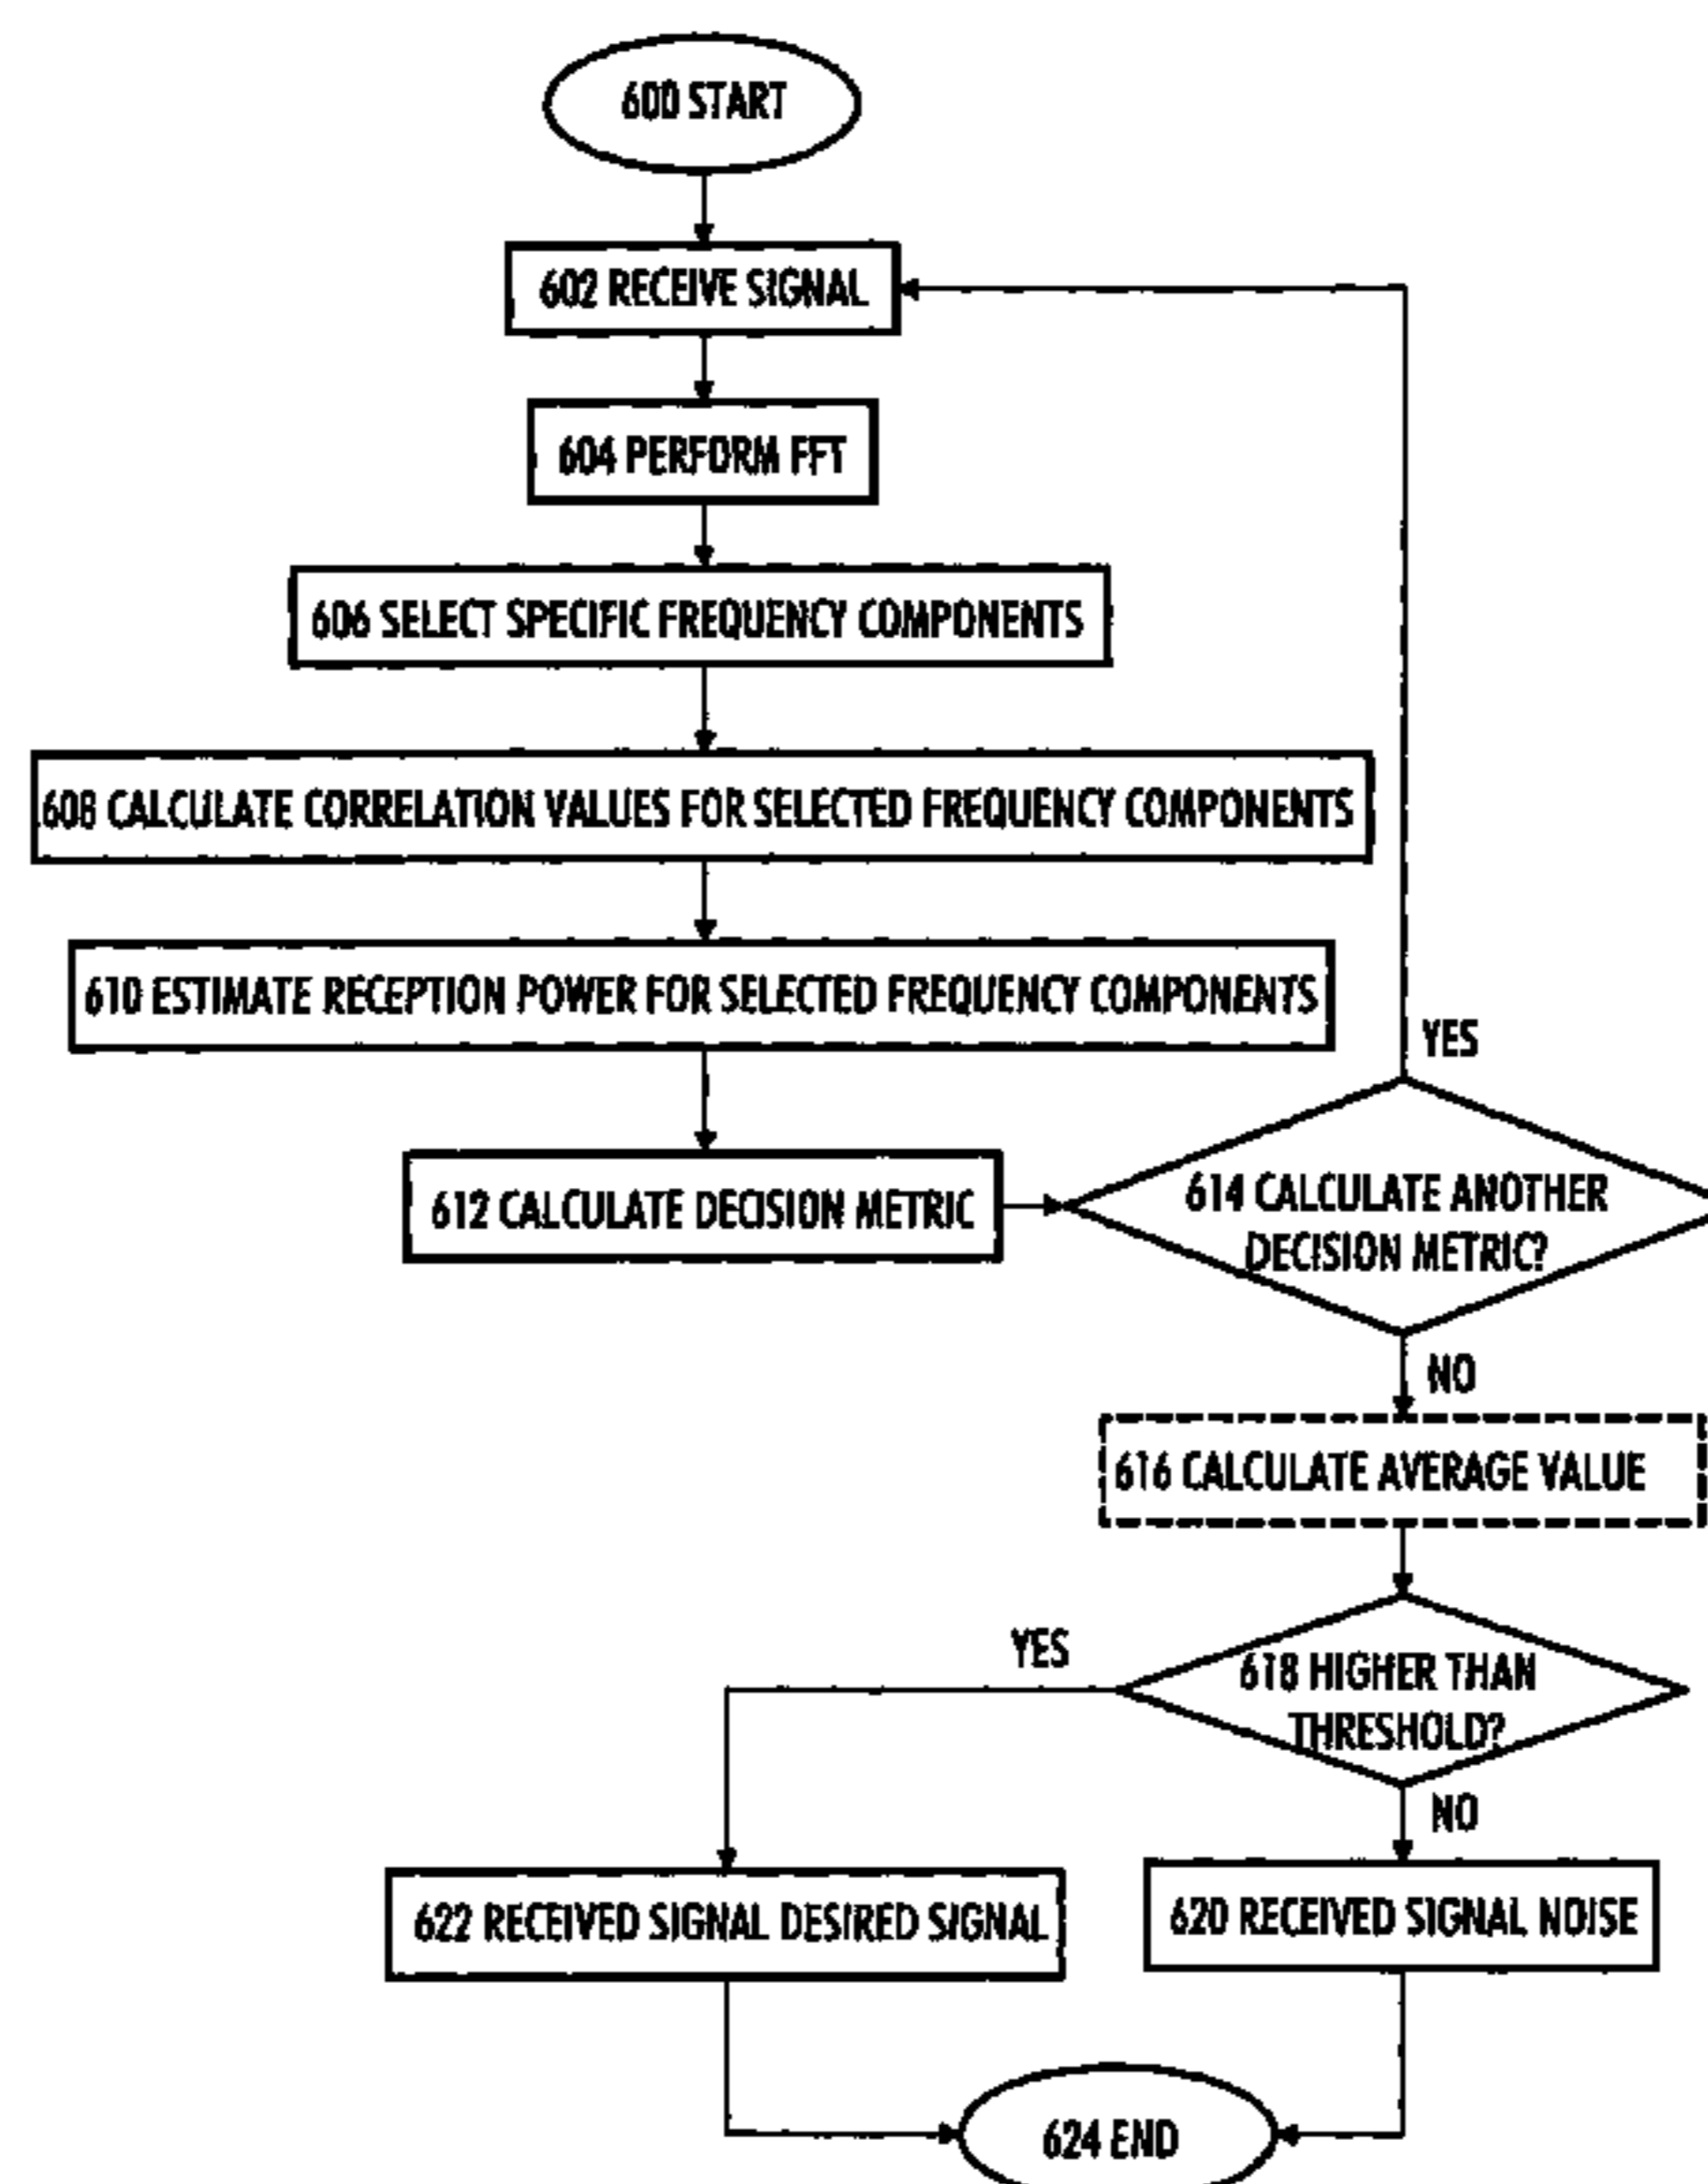 600 START
602 RECEIVE SIGNAL
604 PERFORM FFT
606 SELECT SPECIFIC FREQUENCY COMPONENTS
608 CALCULATE CORRELATION VALUES FOR SELECTED FREQUENCY COMPONENTS
610 ESTIMATE RECEPTION POWER FOR SELECTED FREQUENCY COMPONENTS
YES
612 CALCULATE DECISION METRIC
614 CALCULATE ANOTHER
DECISION METRIC?
NO
616 CALCULATE AVERAGE VALUE
YES
618 HIGHER THAN
THRESHOLD?
NO
622 RECEIVED SIGNAL DESIRED SIGNAL
620 RECEIVED SIGNAL NOISE
624 END